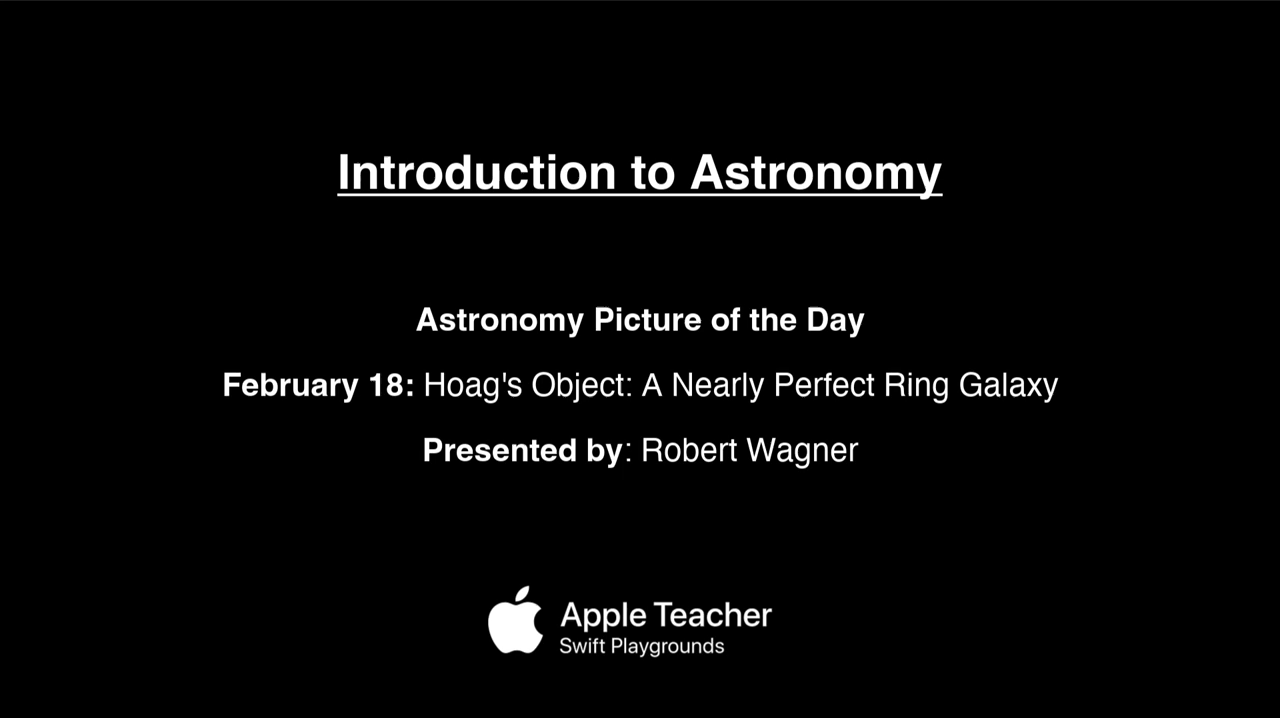 Introduction to Astronomy
Astronomy Picture of the Day
February 18: Hoag's Object: A Nearly Perfect Ring Galaxy
Presented by: Robert Wagner
Apple Teacher
Swift Playgrounds